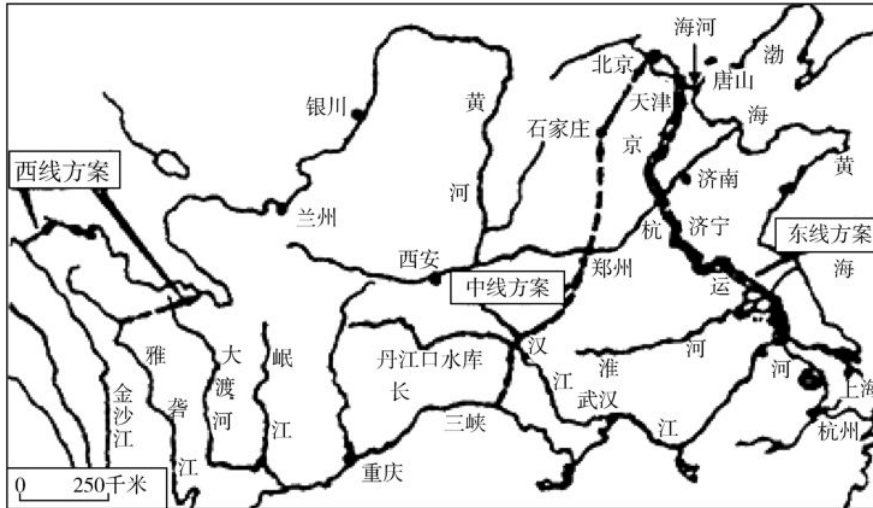 海河
渤
海
北京
唐山
天津
银川
黄
河
石家庄
京
杭
运
河
西线方案
济南
黄
海
兰州
济宁
东线方案
西安
郑州
中线方案
丹江口水库
汉
江
淮
河
雅
砻
江
大
渡
河
岷
江
长
江
金
沙
江
三峡
武汉
上海
杭州
重庆
0 250千米